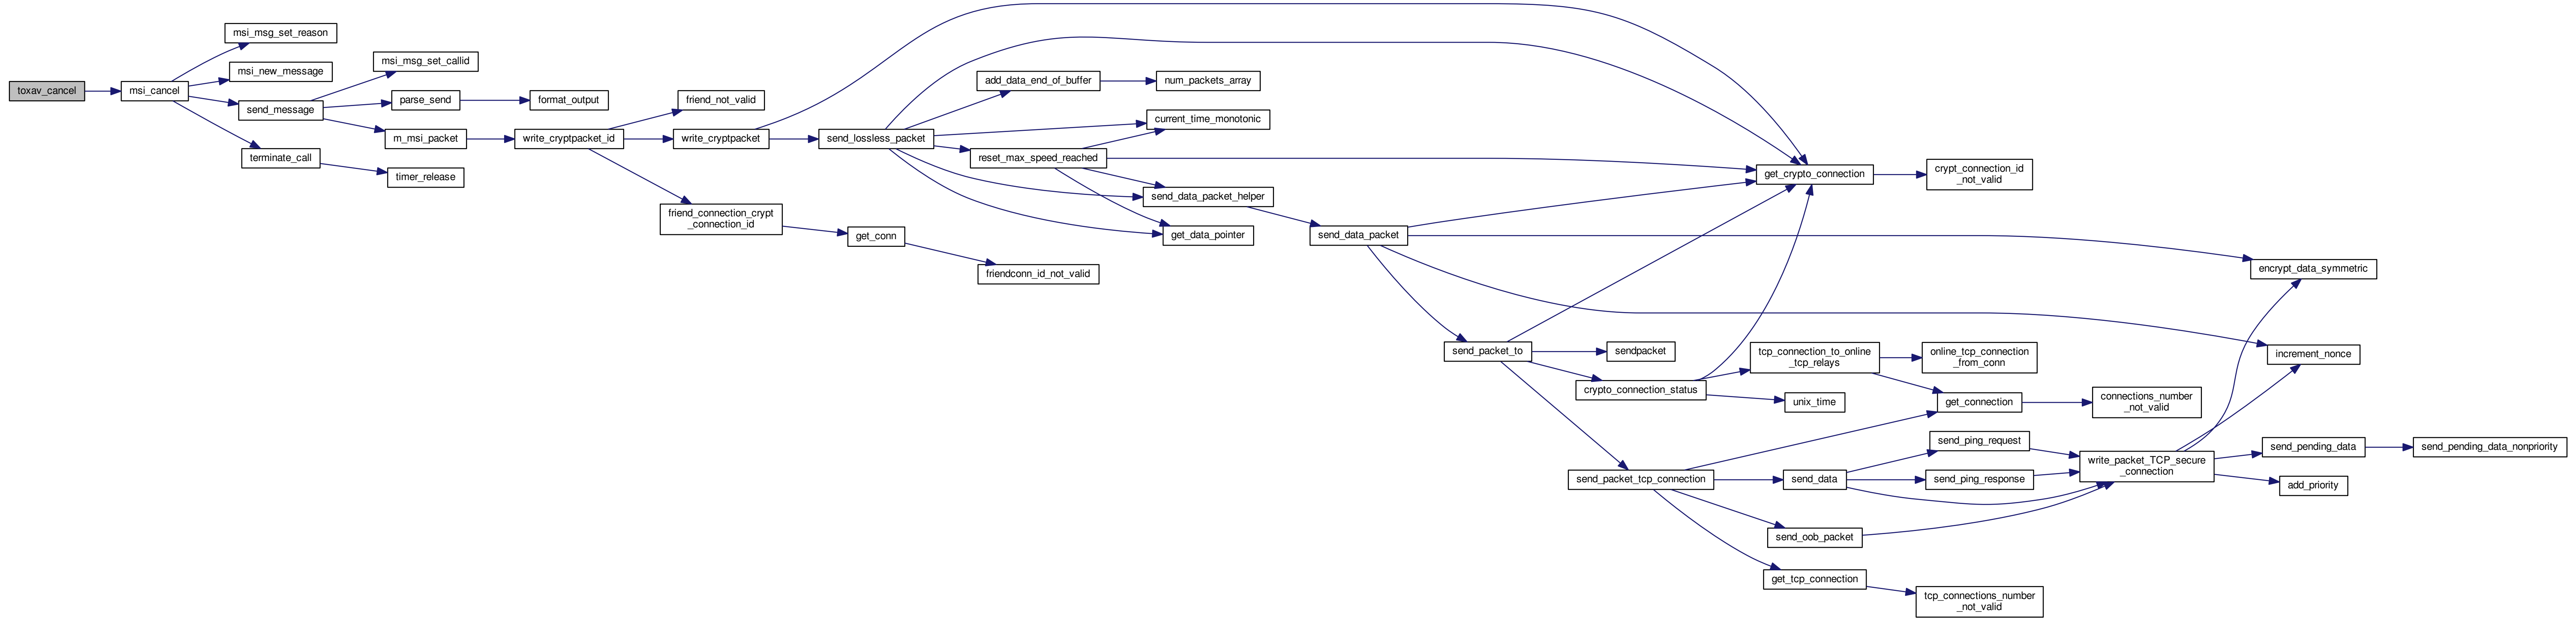 toxav_cancel
msi_cancel
msi_msg_set_reason
msi_new_message
send_message
terminate_call
msi_msg_set_callid
parse_send
m_msi_packet
timer_release
format_output
write_cryptpacket_id
friend_not_valid
write_cryptpacket
friend_connection_crypt
_connection_id
get_conn
send_lossless_packet
friendconn_id_not_valid
add_data_end_of_buffer
reset_max_speed_reached
num_packets_array
current_time_monotonic
send_data_packet_helper
get_data_pointer
send_data_packet
send_packet_to
sendpacket
crypto_connection_status
send_packet_tcp_connection
get_crypto_connection
crypt_connection_id
_not_valid
tcp_connection_to_online
_tcp_relays
unix_time
send_data
send_oob_packet
get_tcp_connection
online_tcp_connection
_from_conn
get_connection
send_ping_request
send_ping_response
tcp_connections_number
_not_valid
connections_number
_not_valid
write_packet_TCP_secure
_connection
encrypt_data_symmetric
increment_nonce
send_pending_data
add_priority
send_pending_data_nonpriority